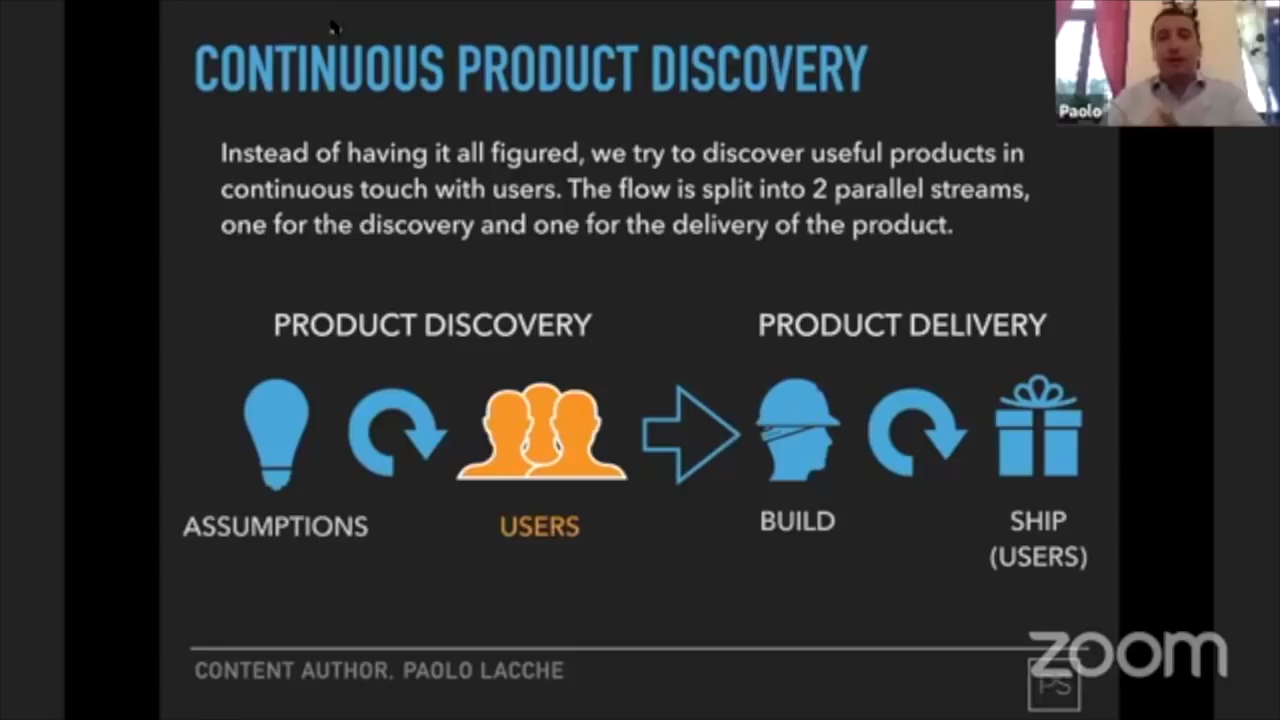 CONTINUOUS PRODUCT DISCOVERY
Paolo
Instead of having it all figured, we try to discover useful products in
continuous touch with users. The flow is split into 2 parallel streams,
one for the discovery and one for the delivery of the product.
PRODUCT DISCOVERY
PRODUCT DELIVERY
ASSUMPTIONS
USERS
BUILD
SHIP
(USERS)
CONTENT AUTHOR, PAOLO LACCHE
zoom
PS